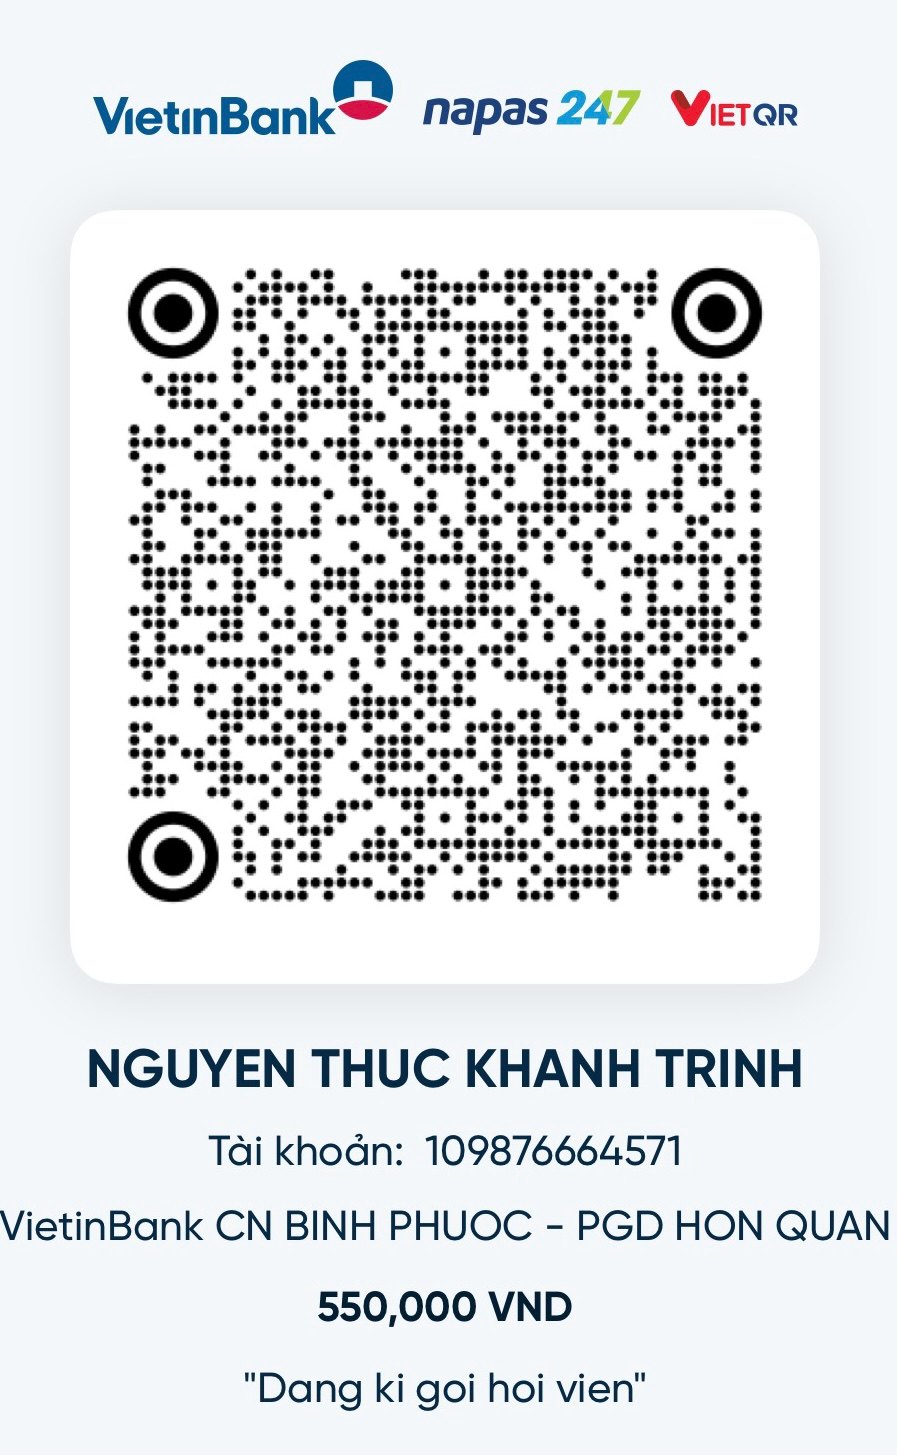 VietinBank napas 247 VIETQR
NGUYEN THUC KHANH TRINH
Tài khoản: 109876664571
VietinBank CN BINH PHUOC - PGD HON QUAN
550,000 VND
"Dang ki goi hoi vien"